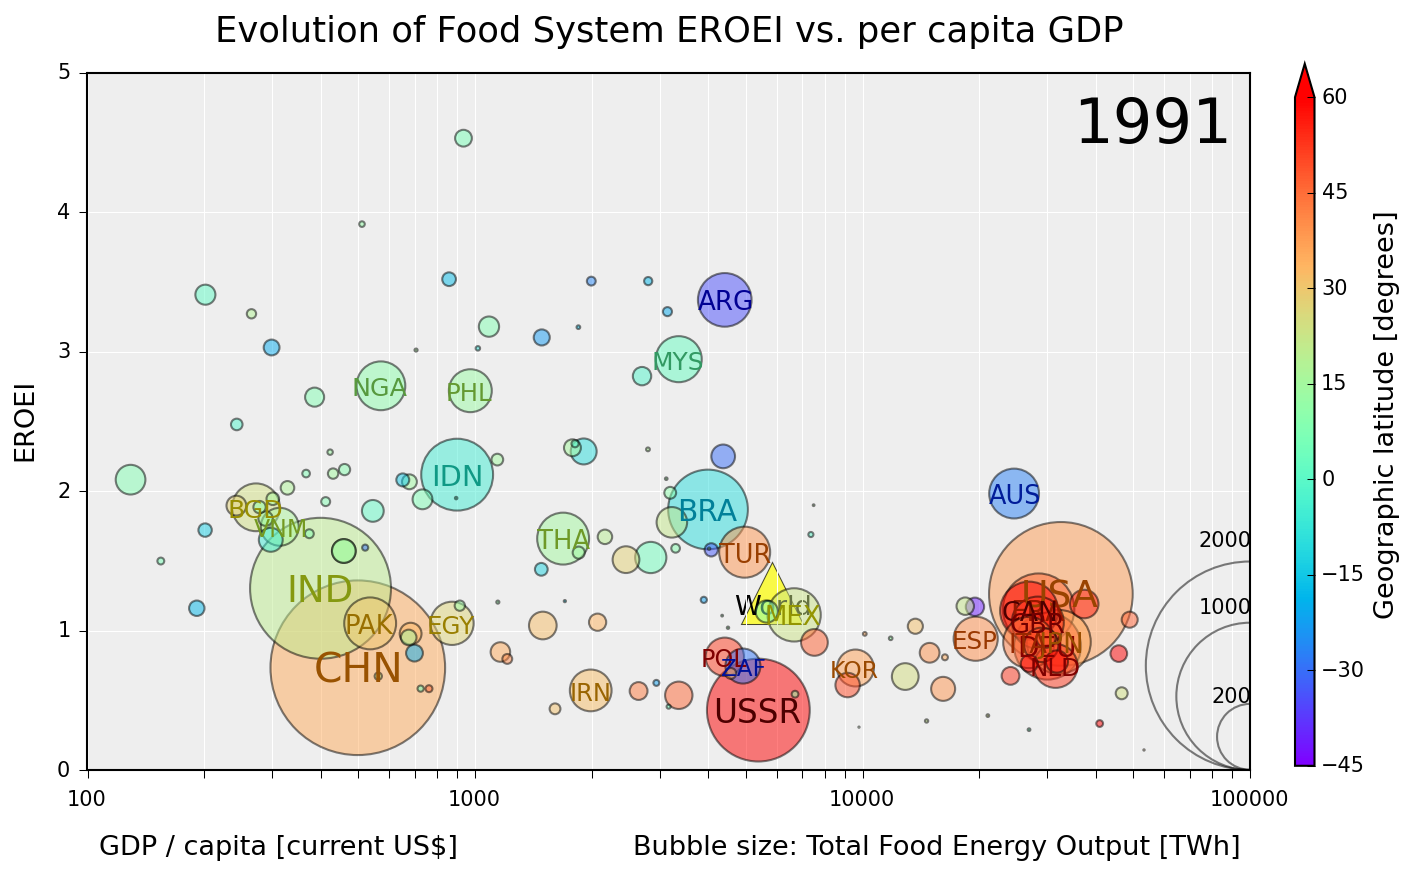 Evolution of Food System EROEI vs. per capita GDP
1991
EROEI
5
4
3
2
1
0
ARG
MYS
NGA
PHL
IDN
BRA
AUS
BGD
VNM
THA
TUR
IND
USA
World
MEX
PAK
EGY
CAN
GBR
ESP
CHN
POL
ZAF
KOR
NLD
IRN
USSR
2000
1000
200
100
1000
10000
100000
GDP / capita [current US$]
Bubble size: Total Food Energy Output [TWh]
60
45
30
15
0
−15
−30
−45
Geographic latitude [degrees]